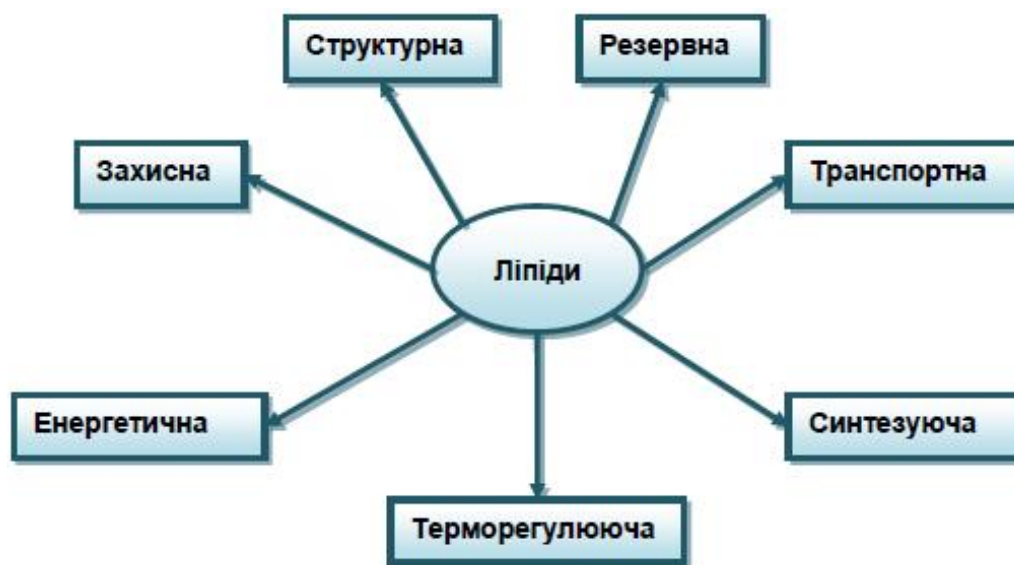 Структурна
Резервна
Захисна
Транспортна
Ліпіди
Енергетична
Синтезуюча
Терморегулююча